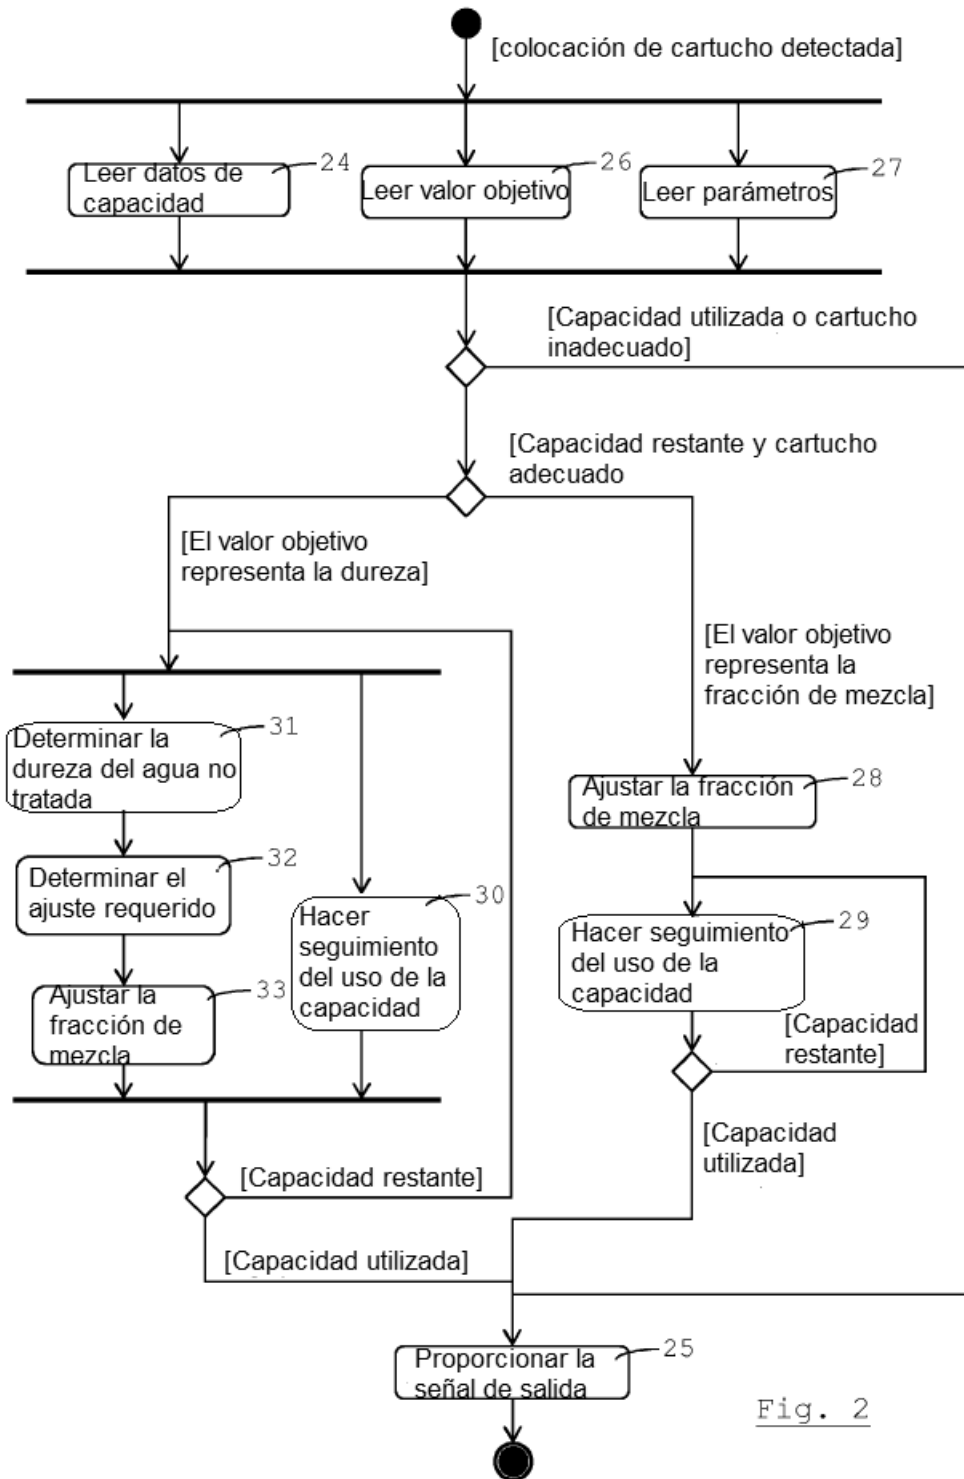 [colocación de cartucho detectada]
Leer datos de
capacidad
24
Leer valor objetivo
26
Leer parámetros
27
[Capacidad utilizada o cartucho
inadecuado]
[Capacidad restante y cartucho
adecuado
[El valor objetivo
representa la dureza]
[El valor objetivo
representa la
fracción de mezcla]
Determinar la
dureza del agua no
tratada
31
Determinar el
ajuste requerido
32
Ajustar la
fracción de
mezcla
33
Hacer
seguimiento
del uso de la
capacidad
30
Ajustar la fracción
de mezcla
28
Hacer seguimiento
del uso de la
capacidad
29
[Capacidad
restante]
[Capacidad
utilizada]
[Capacidad restante]
[Capacidad utilizada]
Proporcionar la
señal de salida
25
Fig. 2